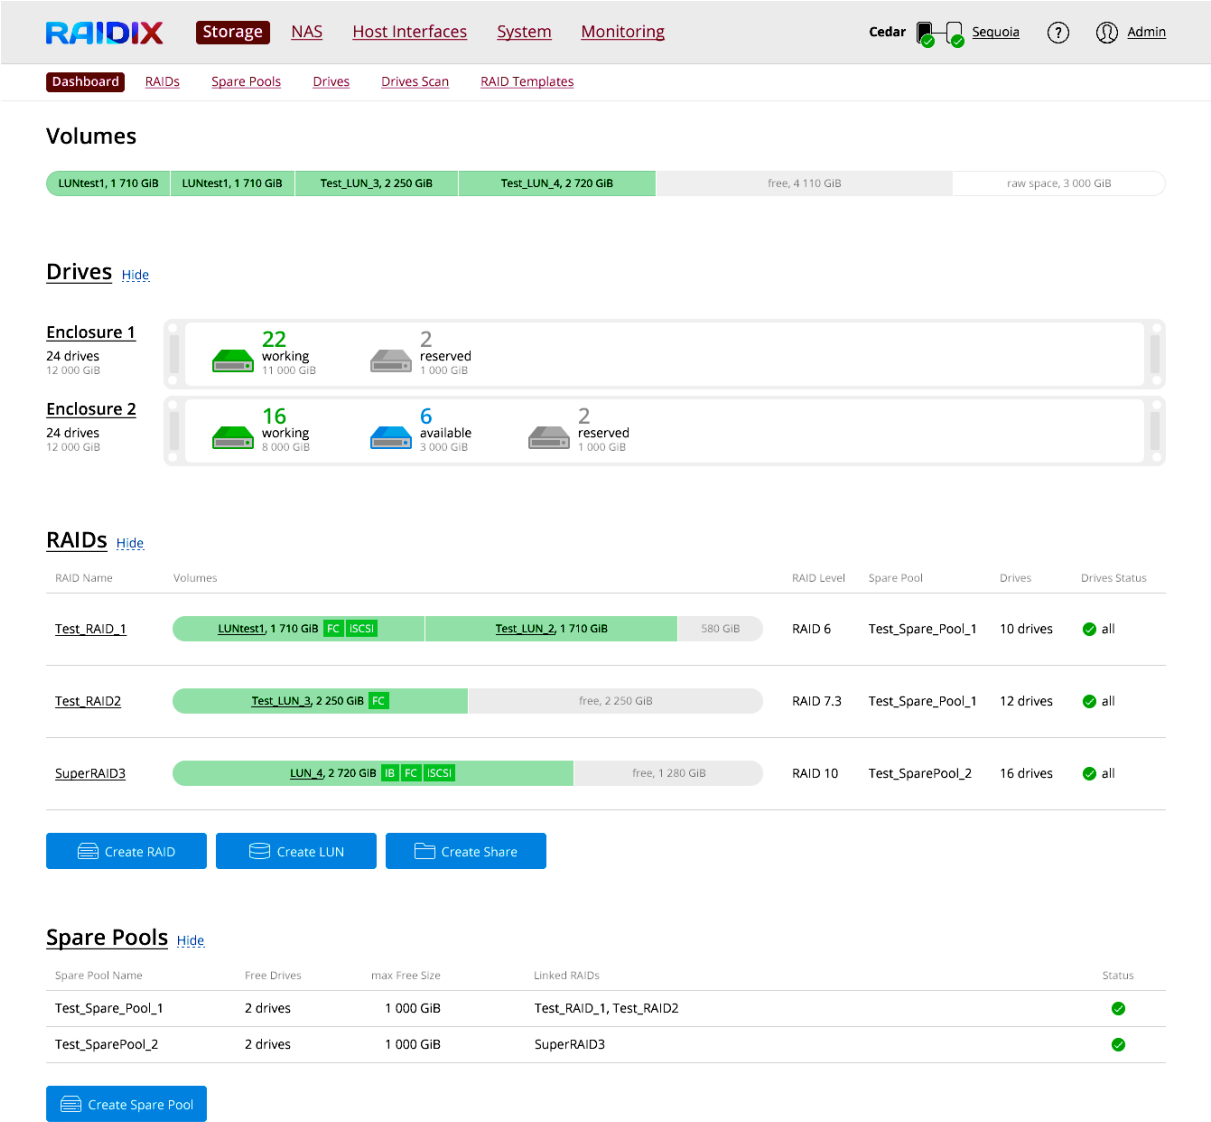 RAIDIX Storage NAS Host Interfaces System Monitoring Cedar Sequoia ? Admin
Dashboard RAIDs Spare Pools Drives Drives Scan RAID Templates
Volumes
LUNtest1, 1 710 GiB LUNtest1, 1 710 GiB Test_LUN_3, 2 250 GiB Test_LUN_4, 2 720 GiB free, 4 110 GiB raw space, 3 000 GiB
Drives Hide
Enclosure 1
24 drives
12 000 GiB
22
working
11 000 GiB
2
reserved
1 000 GiB
Enclosure 2
24 drives
12 000 GiB
16
working
8 000 GiB
6
available
3 000 GiB
2
reserved
1 000 GiB
RAIDs Hide
RAID Name Volumes RAID Level Spare Pool Drives Drives Status
Test_RAID_1 LUNtest1, 1 710 GiB FC iSCSI Test_LUN_2, 1 710 GiB 580 GiB RAID 6 Test_Spare_Pool_1 10 drives all
Test_RAID2 Test_LUN_3, 2 250 GiB FC free, 2 250 GiB RAID 7.3 Test_Spare_Pool_1 12 drives all
SuperRAID3 LUN_4, 2 720 GiB IB FC iSCSI free, 1 280 GiB RAID 10 Test_SparePool_2 16 drives all
Create RAID Create LUN Create Share
Spare Pools Hide
Spare Pool Name Free Drives max Free Size Linked RAIDs Status
Test_Spare_Pool_1 2 drives 1 000 GiB Test_RAID_1, Test_RAID2
Test_SparePool_2 2 drives 1 000 GiB SuperRAID3
Create Spare Pool